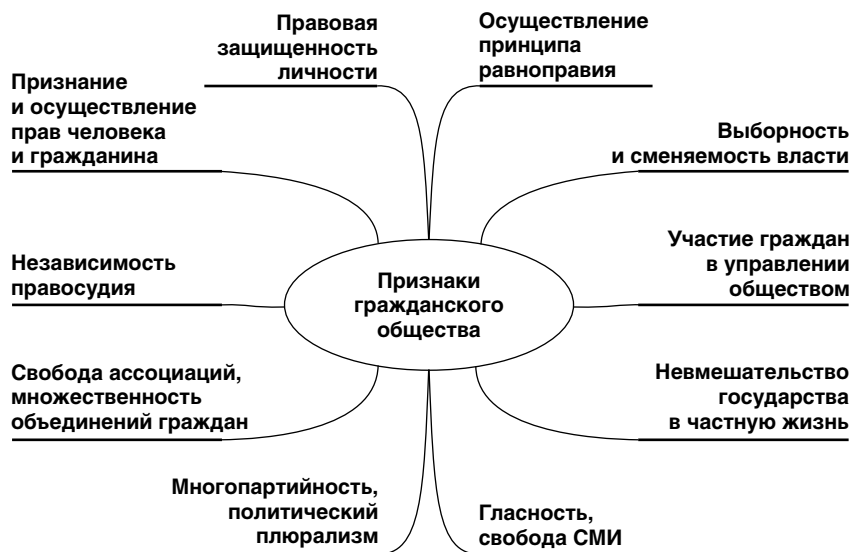 Правовая
защищенность
личности
Осуществление
принципа
равноправия
Признание
и осуществление
прав человека
и гражданина
Выборность
и сменяемость власти
Независимость
правосудия
Признаки
гражданского
общества
Участие граждан
в управлении
обществом
Свобода ассоциаций,
множественность
объединений граждан
Невмешательство
государства
в частную жизнь
Многопартийность,
политический
плюрализм
Гласность,
свобода СМИ